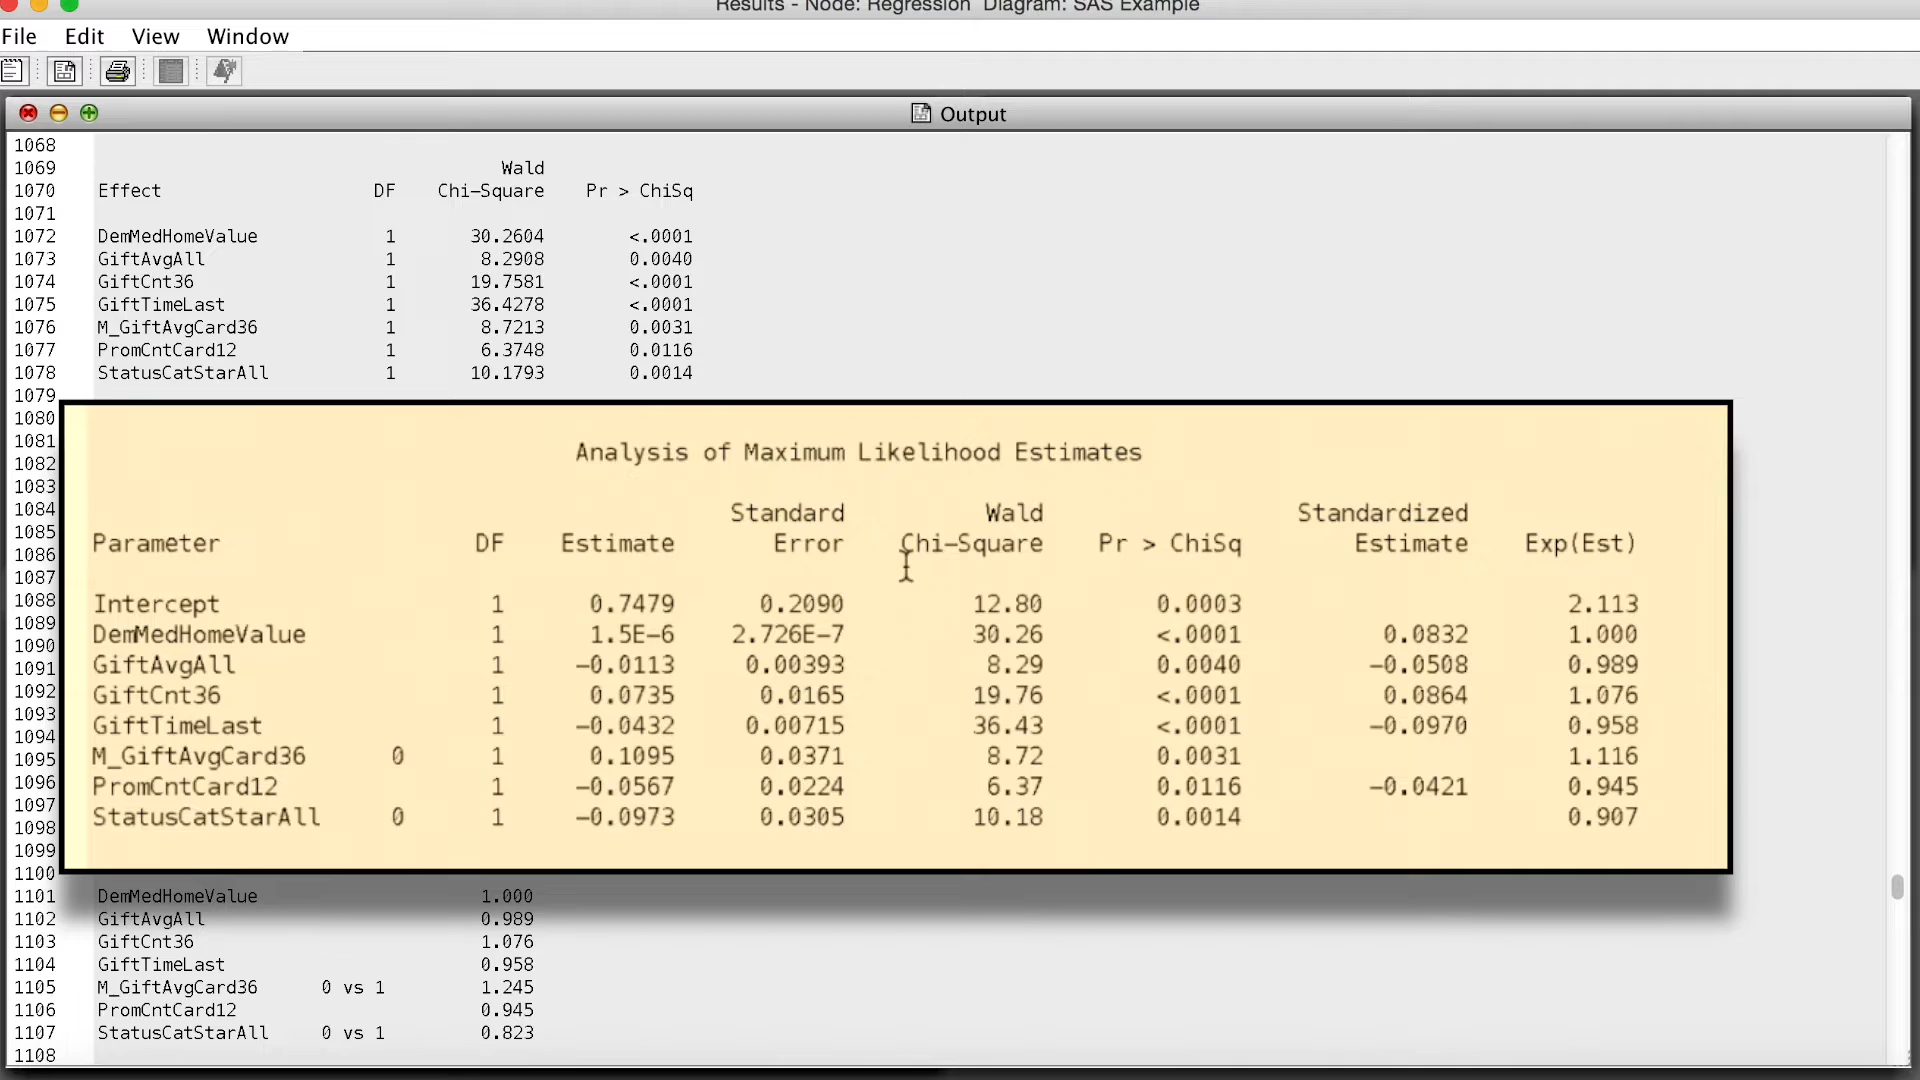 Results - Node: Regression Diagram: SAS Example
File Edit View Window
Output
1068
1069 Wald
1070 Effect DF Chi-Square Pr > ChiSq
1071
1072 DemMedHomeValue 1 30.2604 <.0001
1073 GiftAvgAll 1 8.2908 0.0040
1074 GiftCnt36 1 19.7581 <.0001
1075 GiftTimeLast 1 36.4278 <.0001
1076 M_GiftAvgCard36 1 8.7213 0.0031
1077 PromCntCard12 1 6.3748 0.0116
1078 StatusCatStarAll 1 10.1793 0.0014
1079
1080
1081
1082
1083
1084
1085
1086
1087
1088
1089
1090
1091
1092
1093
1094
1095
1096
1097
1098
1099
1100
Analysis of Maximum Likelihood Estimates
Standard Wald Standardized
Parameter DF Estimate Error Chi-Square Pr > ChiSq Estimate Exp(Est)
Intercept 1 0.7479 0.2090 12.80 0.0003 2.113
DemMedHomeValue 1 1.5E-6 2.726E-7 30.26 <.0001 0.0832 1.000
GiftAvgAll 1 -0.0113 0.00393 8.29 0.0040 -0.0508 0.989
GiftCnt36 1 0.0735 0.0165 19.76 <.0001 0.0864 1.076
GiftTimeLast 1 -0.0432 0.00715 36.43 <.0001 -0.0970 0.958
M_GiftAvgCard36 0 1 0.1095 0.0371 8.72 0.0031 1.116
PromCntCard12 1 -0.0567 0.0224 6.37 0.0116 -0.0421 0.945
StatusCatStarAll 0 1 -0.0973 0.0305 10.18 0.0014 0.907
1101 DemMedHomeValue 1.000
1102 GiftAvgAll 0.989
1103 GiftCnt36 1.076
1104 GiftTimeLast 0.958
1105 M_GiftAvgCard36 0 vs 1 1.245
1106 PromCntCard12 0.945
1107 StatusCatStarAll 0 vs 1 0.823
1108